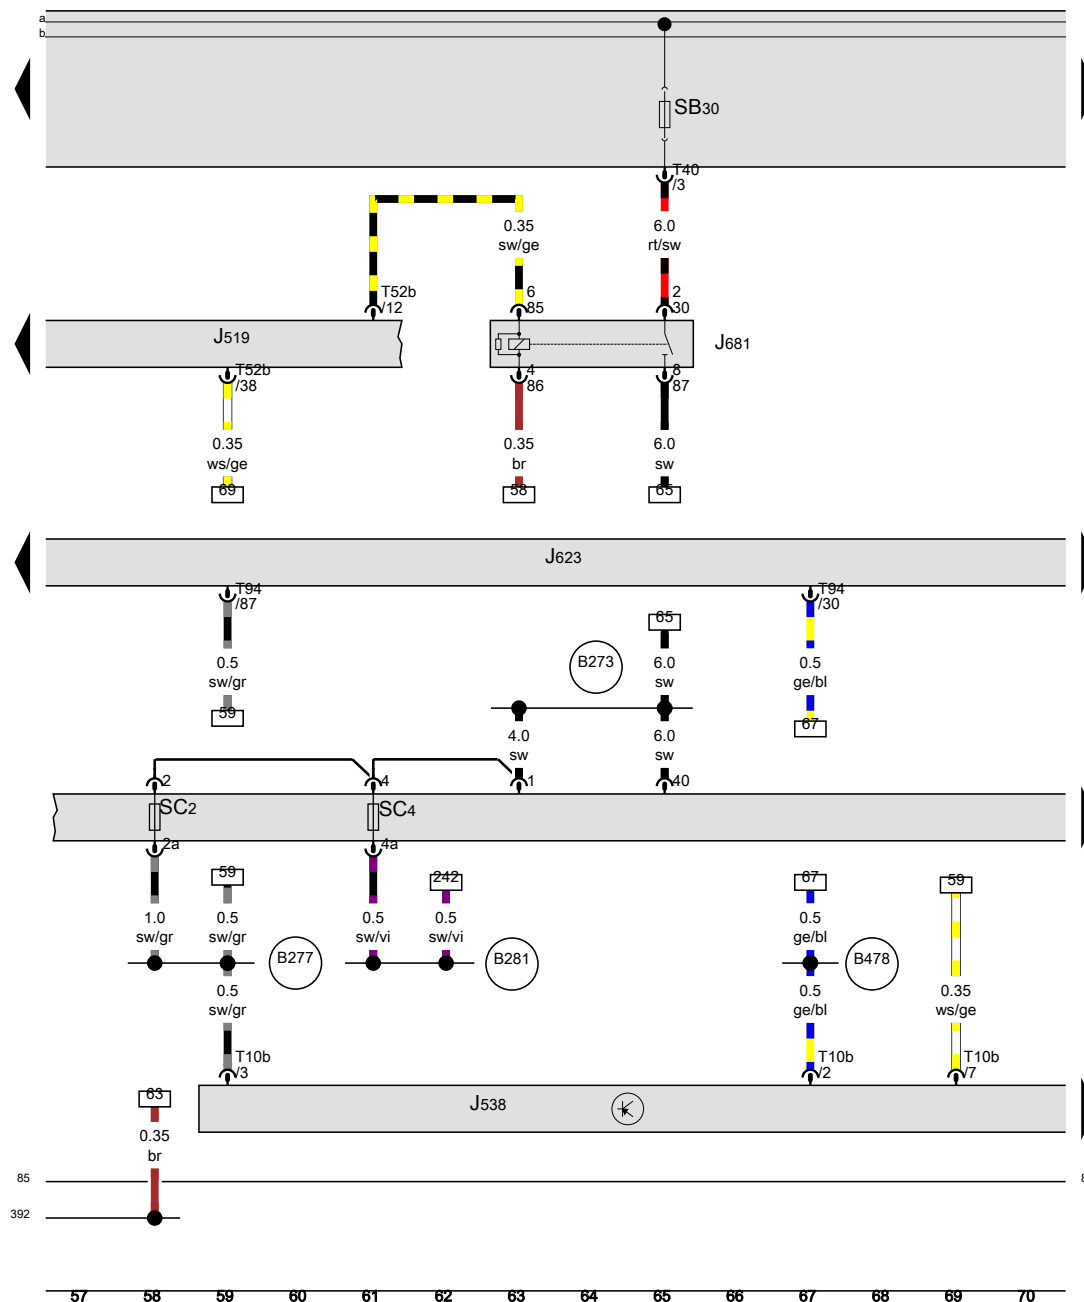 a
b
SB30
T40
/3
0.35
sw/ge
6.0
rt/sw
T52b
/12
6
85
2
30
J519
J681
T52b
/38
4
86
8
87
0.35
ws/ge
69
0.35
br
58
6.0
sw
65
J623
T94
/87
T94
/30
65
0.5
sw/gr
59
B273
6.0
sw
0.5
ge/bl
67
4.0
sw
6.0
sw
2
4
1
40
SC2
SC4
2a
4a
59
242
67
59
1.0
sw/gr
0.5
sw/gr
0.5
sw/vi
0.5
sw/vi
0.5
ge/bl
B277
B281
B478
0.5
sw/gr
0.5
ge/bl
0.35
ws/ge
T10b
/3
T10b
/2
T10b
/7
63
J538
0.35
br
85
8
392
57 58 59 60 61 62 63 64 65 66 67 68 69 70